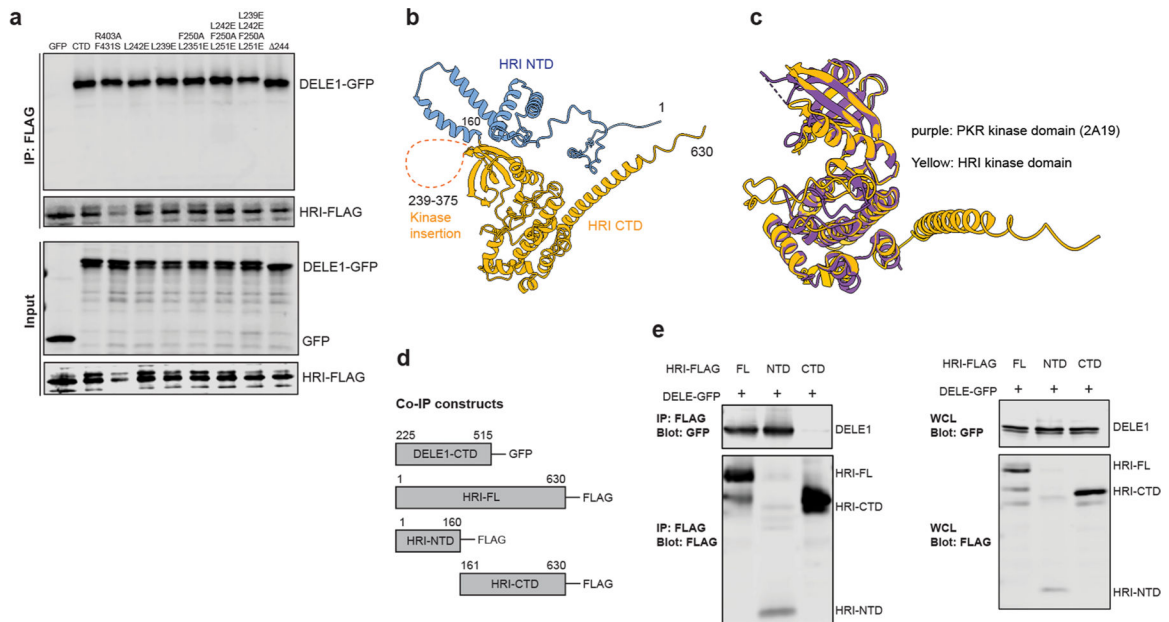 a
L239E
L242E L242E
R403A F250A F250A F250A
GFP CTD F431S L242E L239E L2351E L251E L251E Δ244
IP: FLAG
DELE1-GFP
HRI-FLAG
Input
DELE1-GFP
GFP
HRI-FLAG
b
HRI NTD
160
1
630
239-375
Kinase
insertion
HRI CTD
c
purple: PKR kinase domain (2A19)
Yellow: HRI kinase domain
d
Co-IP constructs
225 515
DELE1-CTD GFP
1 630
HRI-FL FLAG
1 160
HRI-NTD FLAG
161 630
HRI-CTD FLAG
e
HRI-FLAG FL NTD CTD
DELE-GFP + + +
IP: FLAG
Blot: GFP
DELE1
HRI-FL
HRI-CTD
IP: FLAG
Blot: FLAG
HRI-NTD
HRI-FLAG FL NTD CTD
DELE-GFP + + +
WCL
Blot: GFP
DELE1
HRI-FL
HRI-CTD
WCL
Blot: FLAG
HRI-NTD